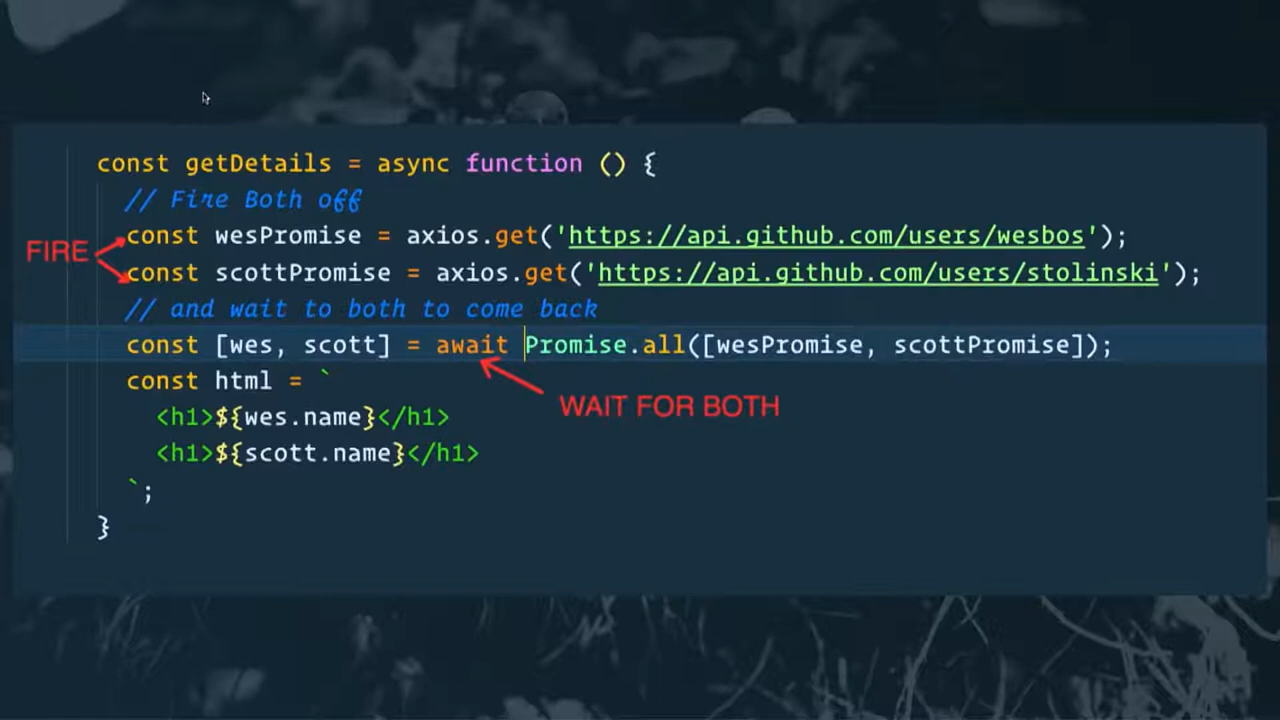 const getDetails = async function () {
// Fire Both off
FIRE
const wesPromise = axios.get('https://api.github.com/users/wesbos');
const scottPromise = axios.get('https://api.github.com/users/stolinski');
// and wait to both to come back
const [wes, scott] = await Promise.all([wesPromise, scottPromise]);
const html = `
WAIT FOR BOTH
<h1>${wes.name}</h1>
<h1>${scott.name}</h1>
`;
}